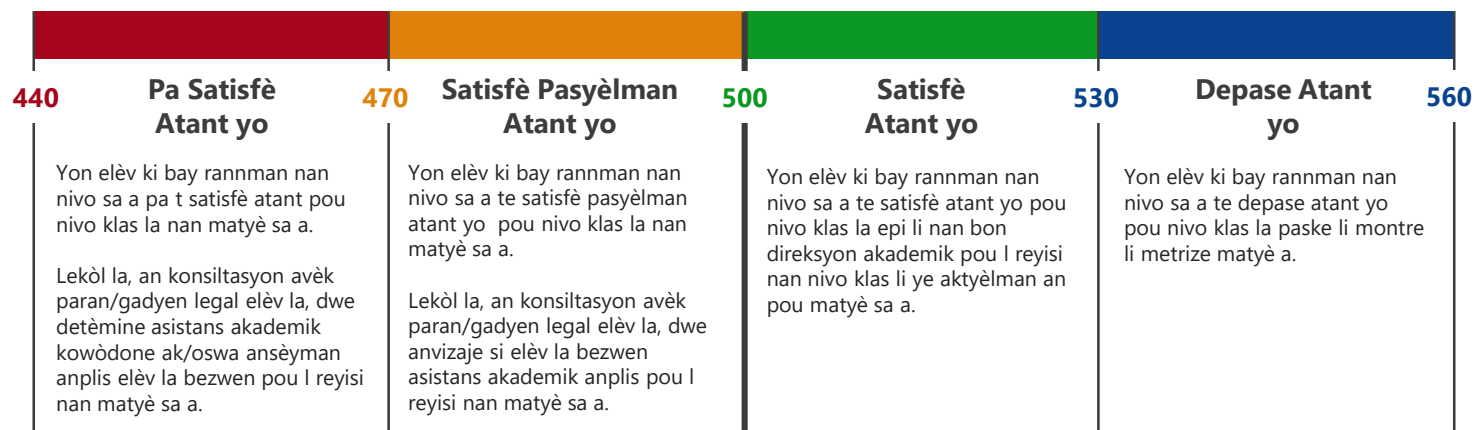 440
Pa Satisfè
Atant yo
470
Satisfè Pasyèlman
Atant yo
500
Satisfè
Atant yo
530
Depase Atant
yo
560
Yon elèv ki bay rannman nan
nivo sa a pa t satisfè atant pou
nivo klas la nan matyè sa a.
Lekòl la, an konsiltasyon avèk
paran/gadyen legal elèv la, dwe
detèmine asistans akademik
kowòdone ak/oswa ansèyman
anplis elèv la bezwen pou l reyisi
nan matyè sa a.
Yon elèv ki bay rannman nan
nivo sa a te satisfè pasyèlman
atant yo  pou nivo klas la nan
matyè sa a.
Lekòl la, an konsiltasyon avèk
paran/gadyen legal elèv la, dwe
anvizaje si elèv la bezwen
asistans akademik anplis pou l
reyisi nan matyè sa a.
Yon elèv ki bay rannman nan
nivo sa a te satisfè atant yo pou
nivo klas la epi li nan bon
direksyon akademik pou l reyisi
nan nivo klas li ye aktyèlman an
pou matyè sa a.
Yon elèv ki bay rannman nan
nivo sa a te depase atant yo
pou nivo klas la paske li montre
li metrize matyè a.